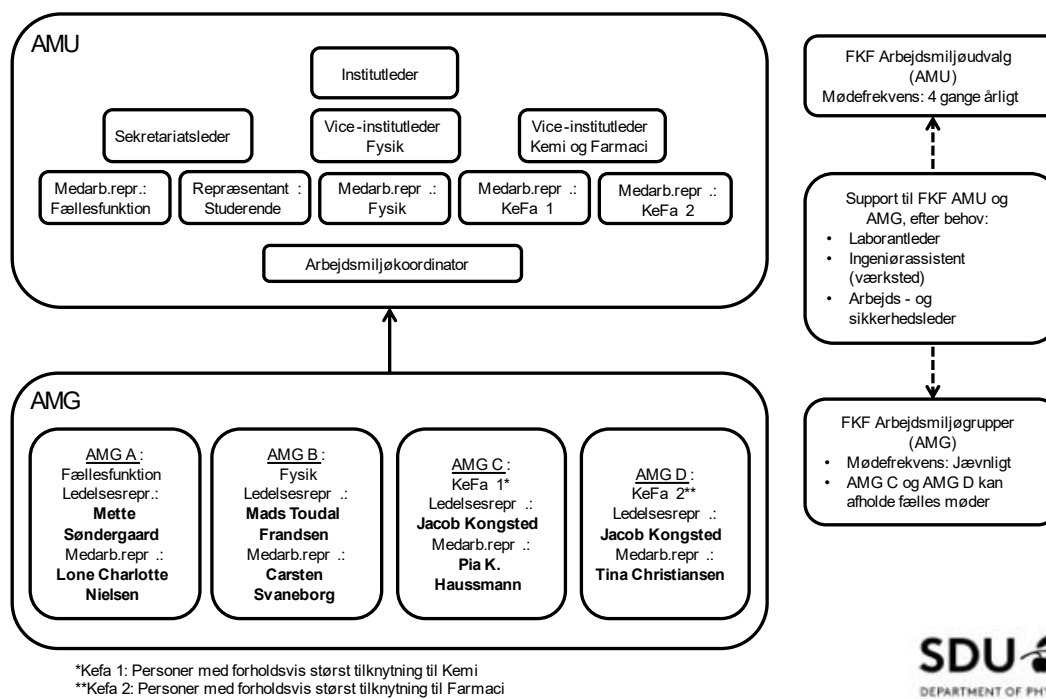 AMU
Institutleder
Sekretariatsleder
Vice-institutleder
Fysik
Vice-institutleder
Kemi og Farmaci
Medarb.repr.:
Fællesfunktion
Repræsentant :
Studerende
Medarb.repr .:
Fysik
Medarb.repr .:
KeFa 1
Medarb.repr .:
KeFa 2
Arbejdsmiljøkoordinator
AMG
AMG A :
Fællesfunktion
Ledelsesrepr.:
Mette
Søndergaard
Medarb.repr .:
Lone Charlotte
Nielsen
AMG B :
Fysik
Ledelsesrepr .:
Mads Toudal
Frandsen
Medarb.repr .:
Carsten
Svaneborg
AMG C :
KeFa 1*
Ledelsesrepr .:
Jacob Kongsted
Medarb.repr .:
Pia K.
Haussmann
AMG D :
KeFa 2**
Ledelsesrepr .:
Jacob Kongsted
Medarb.repr .:
Tina Christiansen
*Kefa 1: Personer med forholdsvis størst tilknytning til Kemi
**Kefa 2: Personer med forholdsvis størst tilknytning til Farmaci
FKF Arbejdsmiljøudvalg
(AMU)
Mødefrekvens: 4 gange årligt
Support til FKF AMU og
AMG, efter behov:
• Laborantleder
• Ingeniørassistent
(værksted)
• Arbejds - og
sikkerhedsleder
FKF Arbejdsmiljøgrupper
(AMG)
• Mødefrekvens: Jævnligt
• AMG C og AMG D kan
afholde fælles møder
SDU
DEPARTMENT OF